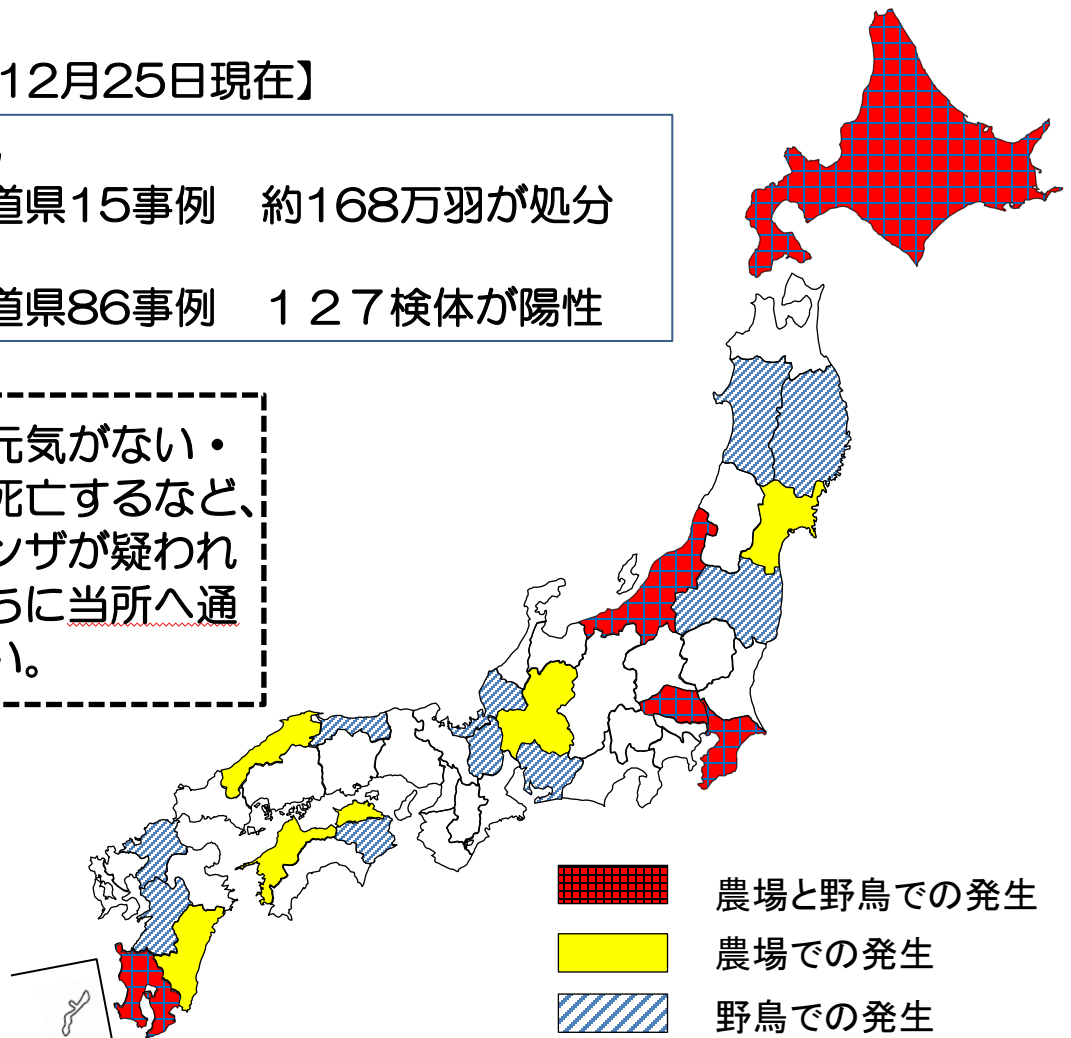 12月25日現在】
道県15事例　約168万羽が処分
道県86事例　１２７検体が陽性
元気がない・
死亡するなど、
ンザが疑われ
ちに当所へ通
い。
農場と野鳥での発生
農場での発生
野鳥での発生